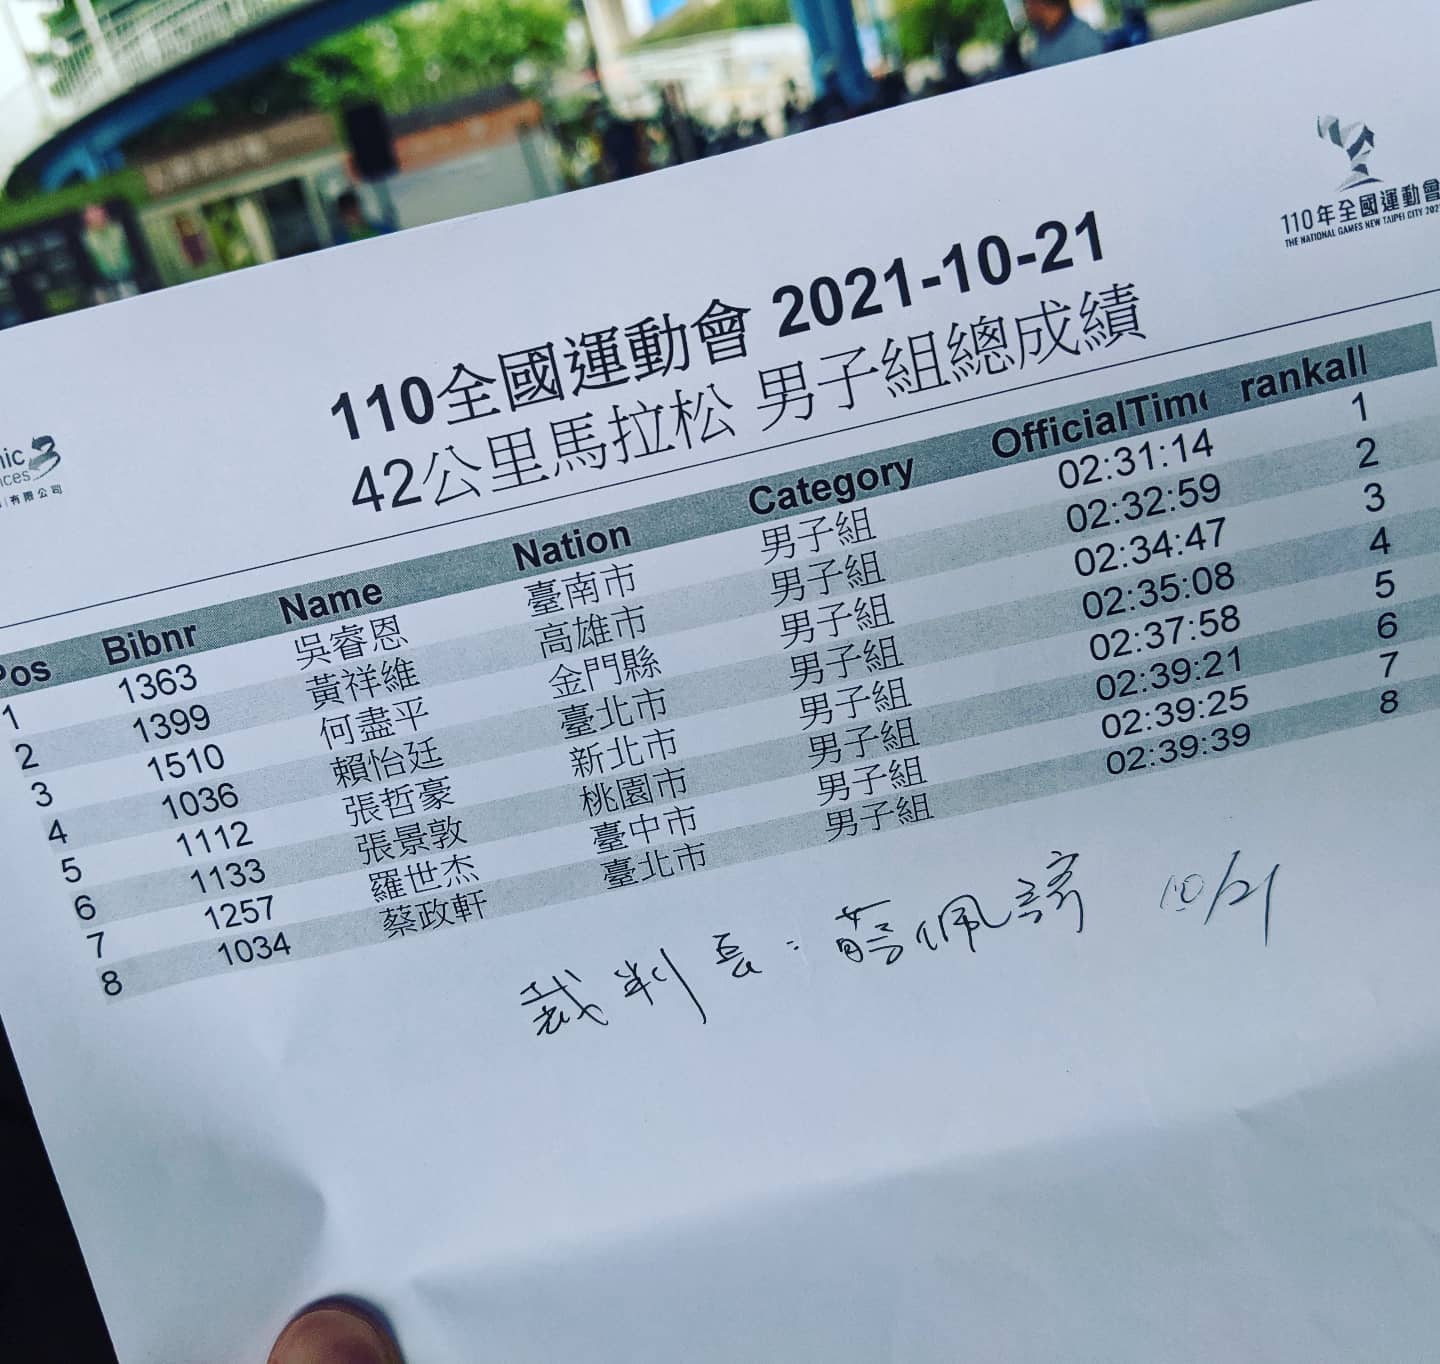 110年全國運動會
THE NATIONAL GAMES NEW TAIPEI CITY
110全國運動會 2021-10-21
42公里馬拉松 男子組總成績
有限公司
Pos Bibnr Name Nation Category OfficialTime rankall
1 1363 吳睿恩 臺南市 男子組 02:31:14 1
2 1399 黃祥維 高雄市 男子組 02:32:59 2
3 1510 何盡平 金門縣 男子組 02:34:47 3
4 1036 賴怡廷 臺北市 男子組 02:35:08 4
5 1112 張哲豪 新北市 男子組 02:37:58 5
6 1133 張景敦 桃園市 男子組 02:39:21 6
7 1257 羅世杰 臺中市 男子組 02:39:25 7
8 1034 蔡政軒 臺北市 男子組 02:39:39 8
裁判長: 蔡佩 10/21